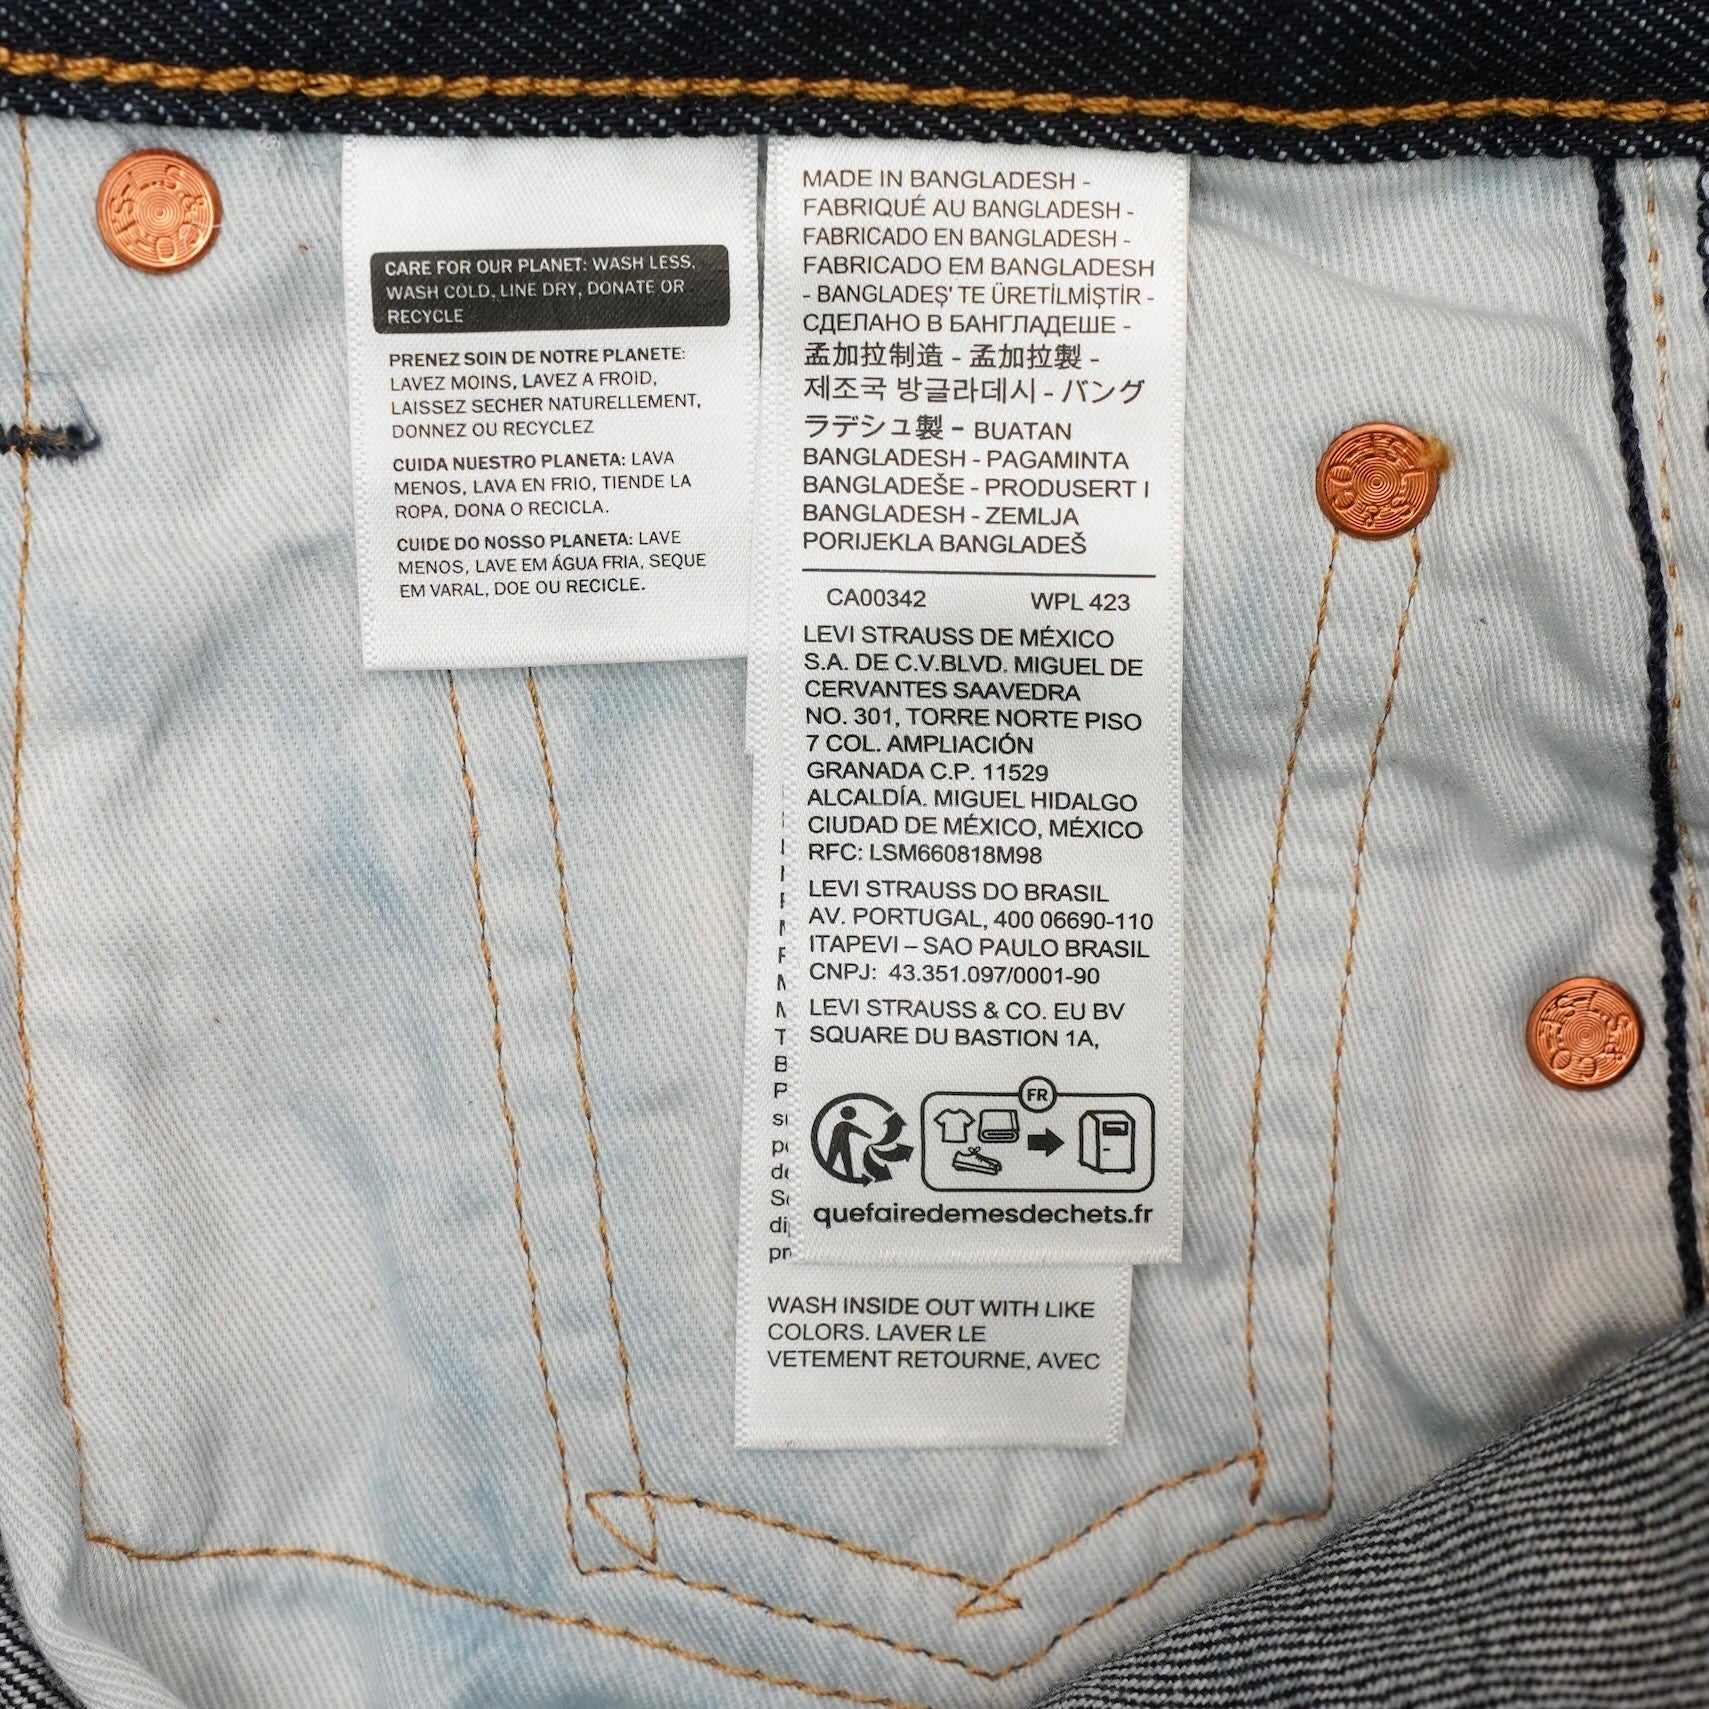 CARE FOR OUR PLANET: WASH LESS,
WASH COLD, LINE DRY, DONATE OR
RECYCLE
PRENEZ SOIN DE NOTRE PLANETE:
LAVEZ MOINS, LAVEZ A FROID,
LAISSEZ SECHER NATURELLEMENT,
DONNEZ OU RECYCLEZ
CUIDA NUESTRO PLANETA: LAVA
MENOS, LAVA EN FRIO, TIENDE LA
ROPA, DONA O RECICLA.
CUIDE DO NOSSO PLANETA: LAVE
MENOS, LAVE EM ÁGUA FRIA, SEQUE
EM VARAL, DOE OU RECICLE.
MADE IN BANGLADESH -
FABRIQUÉ AU BANGLADESH -
FABRICADO EN BANGLADESH -
FABRICADO EM BANGLADESH
- BANGLADEŞ' TE ÜRETİLMİŞTİR -
СДЕЛАНО В БАНГЛАДЕШЕ -
孟加拉制造 - 孟加拉製 -
제조국 방글라데시 - バング
ラデシュ製 - BUATAN
BANGLADESH - PAGAMINTA
BANGLADEŠE - PRODUSERT I
BANGLADESH - ZEMLJA
PORIJEKLA BANGLADEŠ
CA00342 WPL 423
LEVI STRAUSS DE MÉXICO
S.A. DE C.V.BLVD. MIGUEL DE
CERVANTES SAAVEDRA
NO. 301, TORRE NORTE PISO
7 COL. AMPLIACIÓN
GRANADA C.P. 11529
ALCALDÍA. MIGUEL HIDALGO
CIUDAD DE MÉXICO, MÉXICO
RFC: LSM660818M98
LEVI STRAUSS DO BRASIL
AV. PORTUGAL, 400 06690-110
ITAPEVI – SAO PAULO BRASIL
CNPJ: 43.351.097/0001-90
LEVI STRAUSS & CO. EU BV
SQUARE DU BASTION 1A,
FR
quefairedemesdechets.fr
WASH INSIDE OUT WITH LIKE
COLORS. LAVER LE
VETEMENT RETOURNE, AVEC